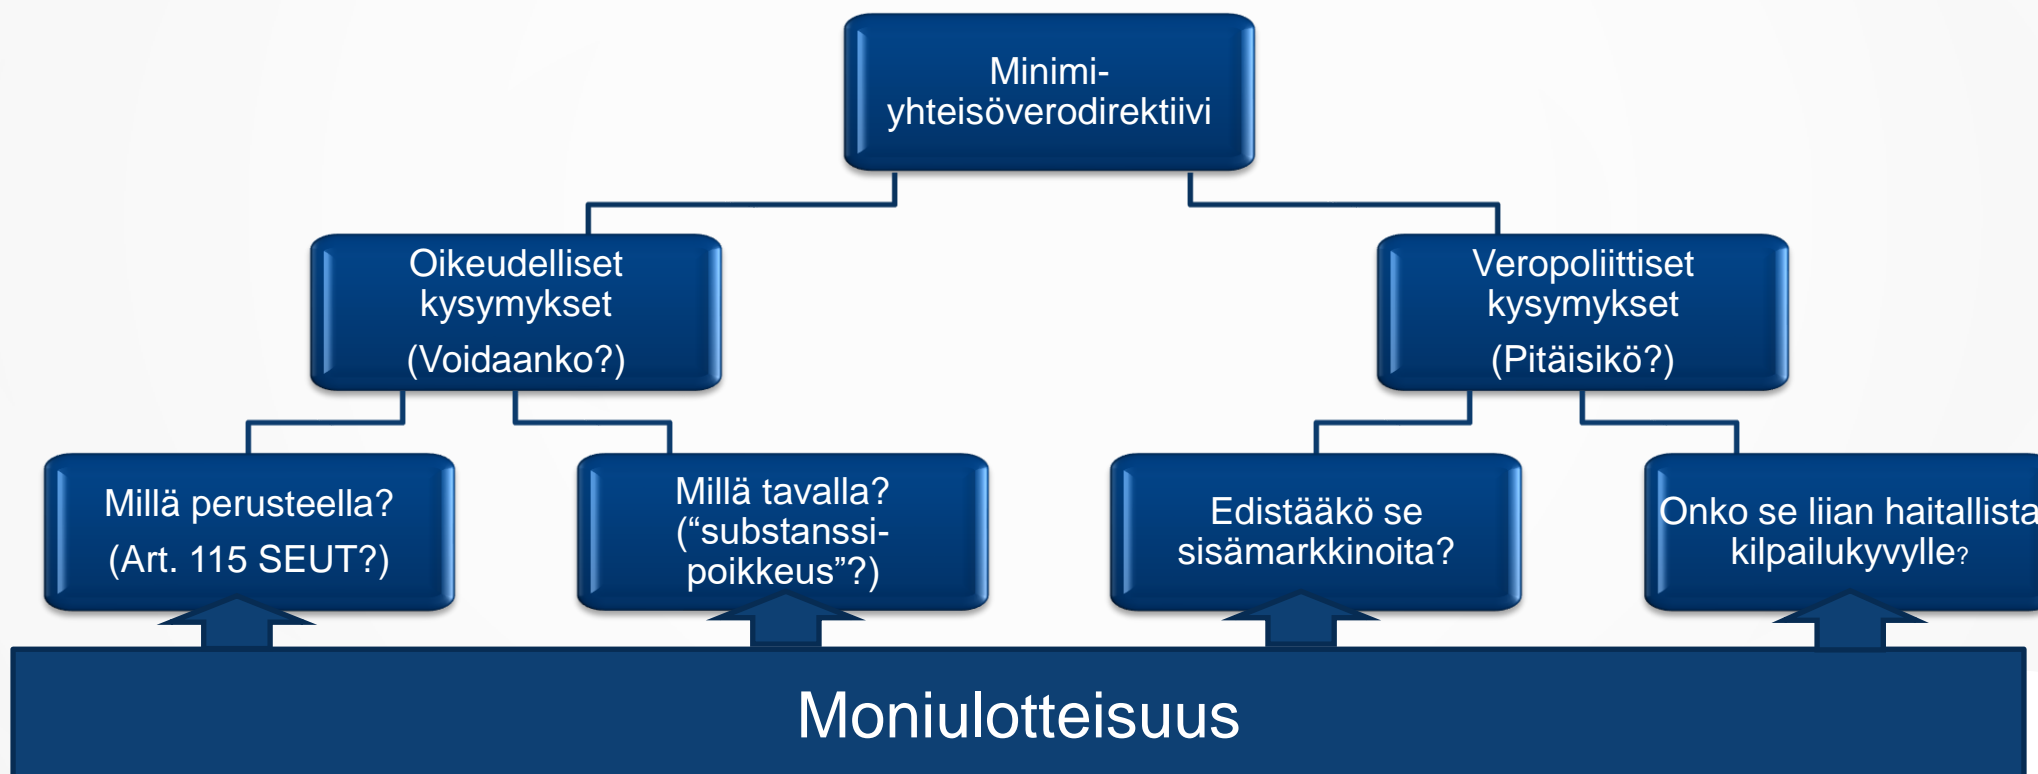 Minimi-
yhteisöverodirektiivi
Oikeudelliset
kysymykset
(Voidaanko?)
Veropoliittiset
kysymykset
(Pitäisikö?)
Millä perusteella?
(Art. 115 SEUT?)
Millä tavalla?
(“substanssi-
poikkeus”?)
Edistääkö se
sisämarkkinoita?
Onko se liian haitallista
kilpailukyvylle?
Moniulotteisuus